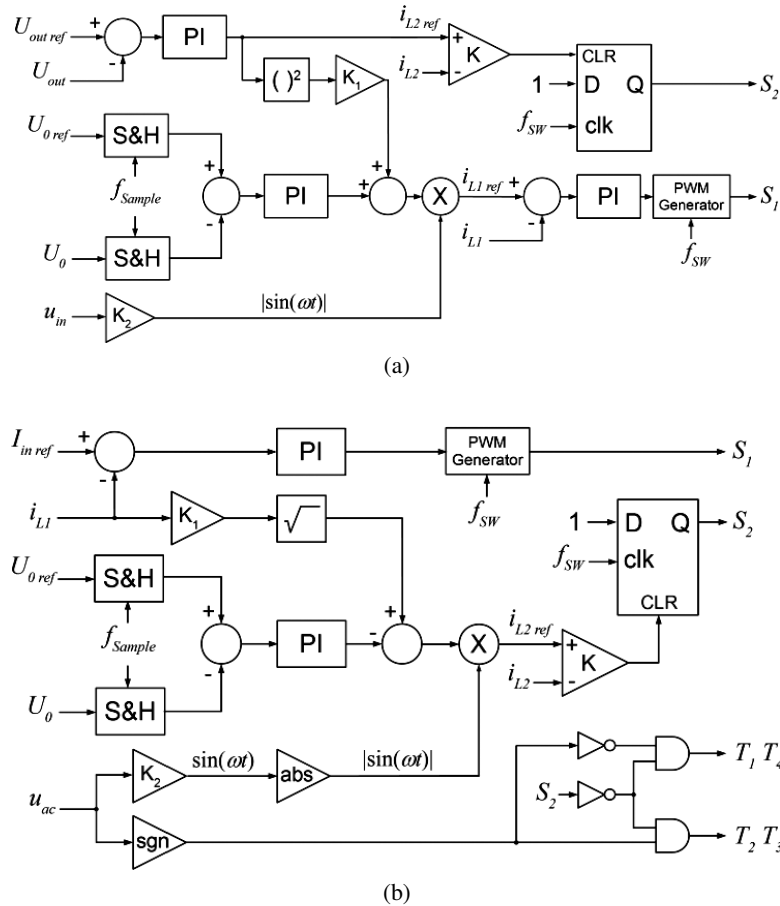 U_out ref + - PI i_L2 ref + K CLR
U_out i_L2 - 1 D Q S_2
( )² K_1 f_SW clk
U_0 ref S&H + + +
f_Sample - PI X i_L1 ref + - PI PWM Generator S_1
U_0 S&H i_L1 f_SW
u_in K_2 |sin(ωt)|
(a)
I_in ref + - PI PWM Generator S_1
i_L1 K_1 √ f_SW 1 D Q S_2
U_0 ref S&H f_SW clk
f_Sample + - PI + - X i_L2 ref + K CLR
U_0 S&H i_L2 -
u_ac K_2 sin(ωt) abs |sin(ωt)| S_2 T_1 T_4
sgn T_2 T_3
(b)